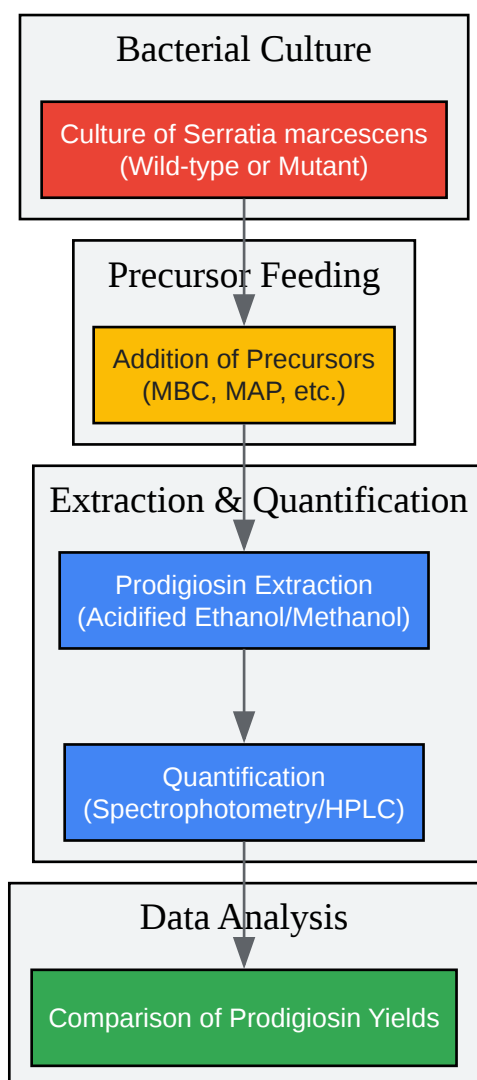 Bacterial Culture
Culture of Serratia marcescens
(Wild-type or Mutant)
Precursor Feeding
Addition of Precursors
(MBC, MAP, etc.)
Extraction & Quantification
Prodigiosin Extraction
(Acidified Ethanol/Methanol)
Quantification
(Spectrophotometry/HPLC)
Data Analysis
Comparison of Prodigiosin Yields